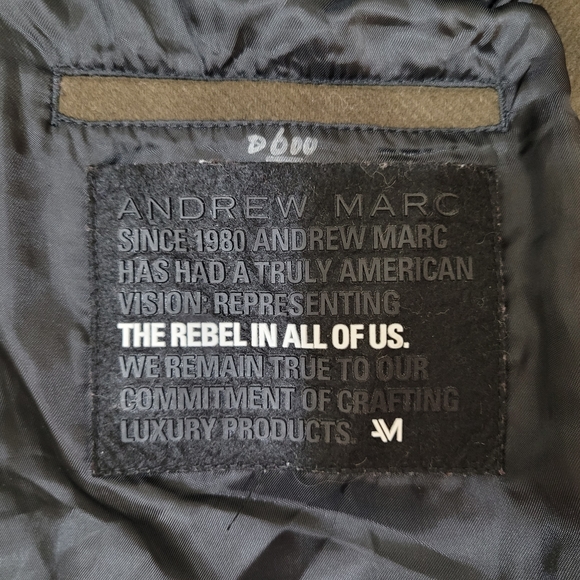 D600
ANDREW MARC
SINCE 1980 ANDREW MARC
HAS HAD A TRULY AMERICAN
VISION: REPRESENTING
THE REBEL IN ALL OF US.
WE REMAIN TRUE TO OUR
COMMITMENT OF CRAFTING
LUXURY PRODUCTS. AM